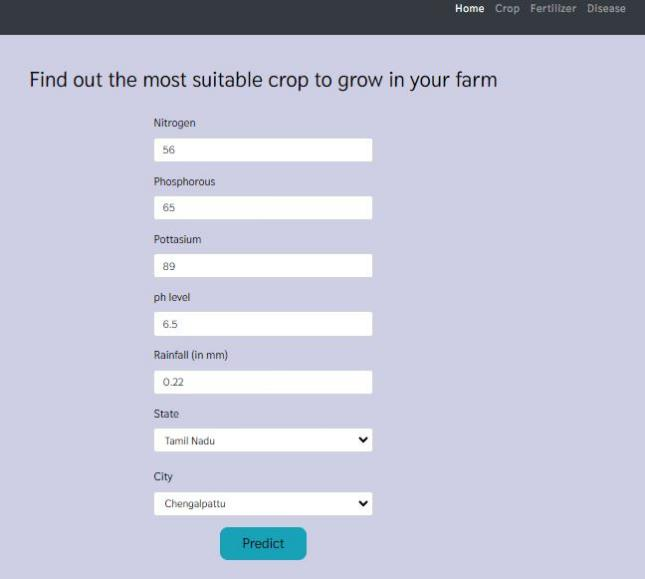 Home Crop Fertilizer Disease
Find out the most suitable crop to grow in your farm
Nitrogen
56
Phosphorous
65
Pottasium
89
ph level
6.5
Rainfall (in mm)
0.22
State
Tamil Nadu
City
Chengalpattu
Predict